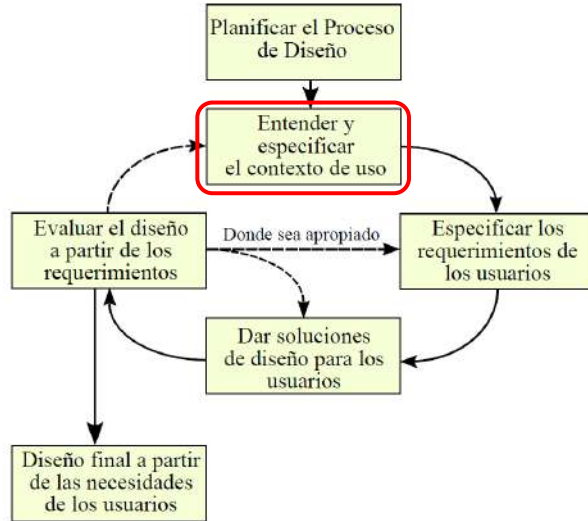 Planificar el Proceso
de Diseño
Entender y
especificar
el contexto de uso
Evaluar el diseño
a partir de los
requerimientos
Donde sea apropiado
Especificar los
requerimientos de
los usuarios
Dar soluciones
de diseño para los
usuarios
Diseño final a partir
de las necesidades
de los usuarios